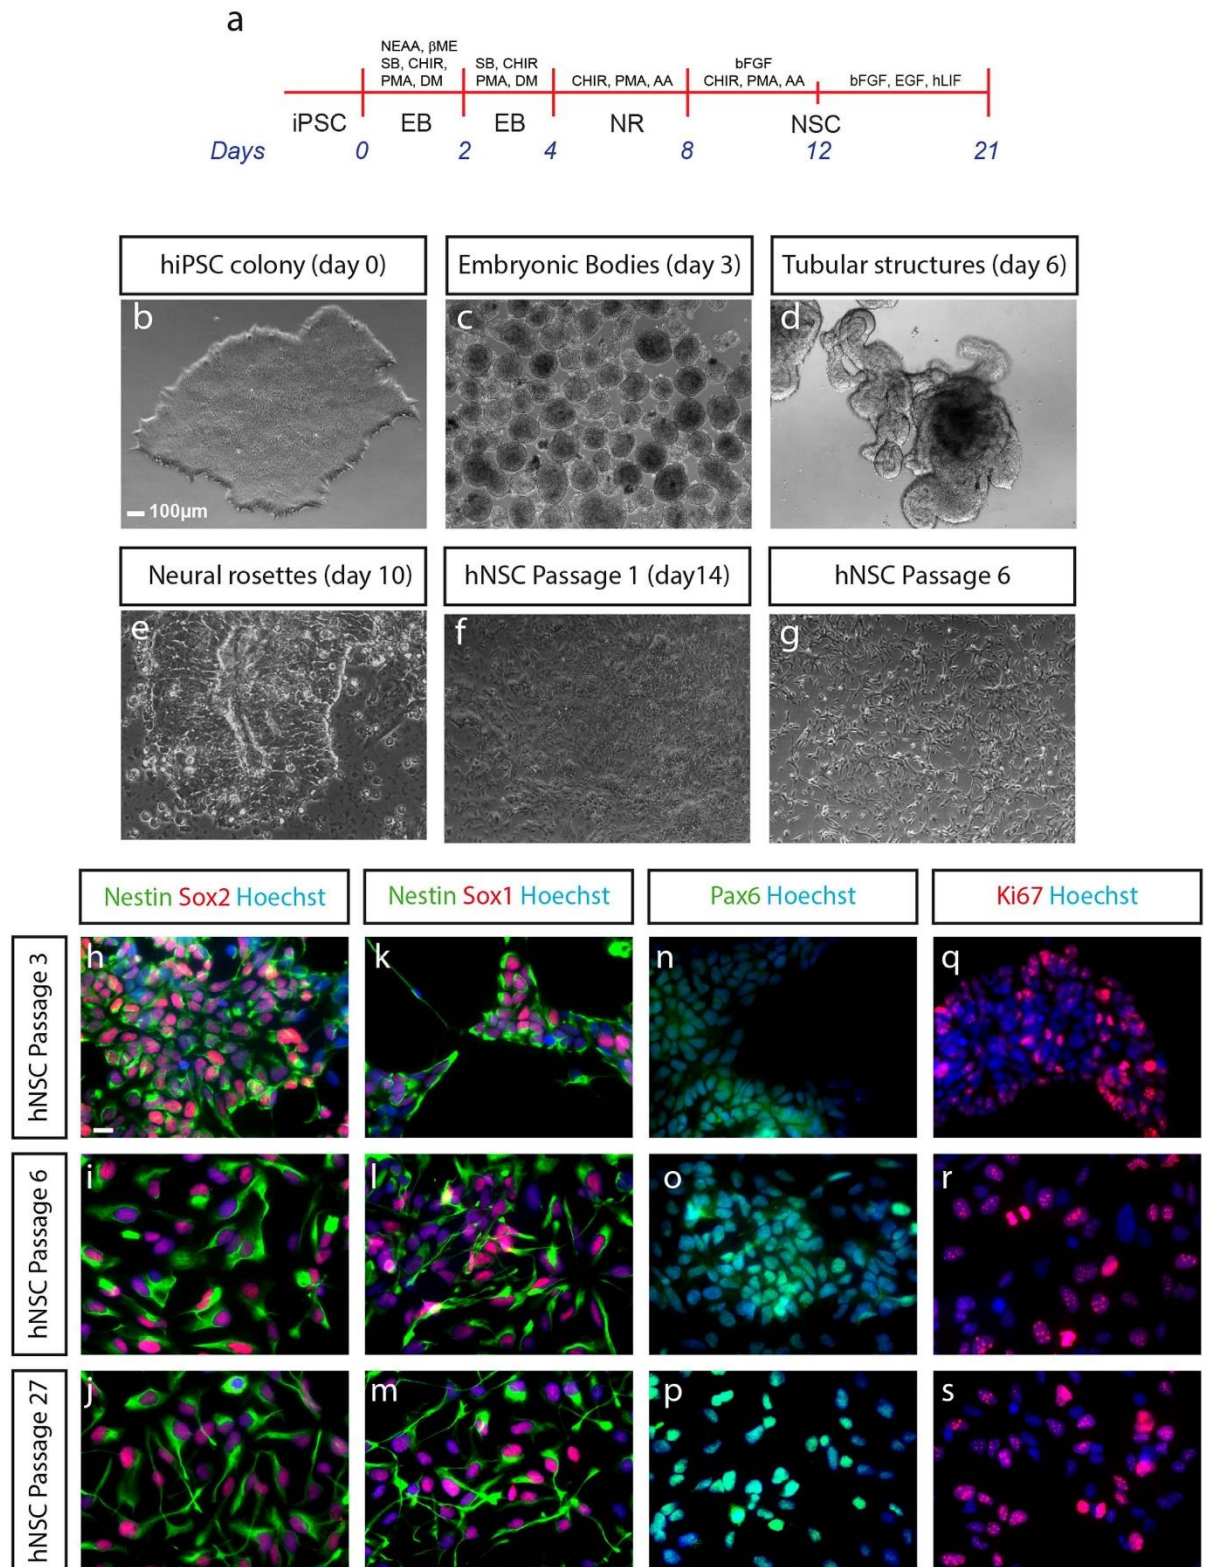 a
NEAA, βME
SB, CHIR,
PMA, DM
SB, CHIR
PMA, DM
CHIR, PMA, AA
bFGF
CHIR, PMA, AA
bFGF, EGF, hLIF
iPSC
EB
EB
NR
NSC
Days 0 2 4 8 12 21
hiPSC colony (day 0)
Embryonic Bodies (day 3)
Tubular structures (day 6)
b
c
d
100μm
Neural rosettes (day 10)
hNSC Passage 1 (day14)
hNSC Passage 6
e
f
g
Nestin Sox2 Hoechst
Nestin Sox1 Hoechst
Pax6 Hoechst
Ki67 Hoechst
hNSC Passage 3
h
k
n
q
hNSC Passage 6
i
l
o
r
hNSC Passage 27
j
m
p
s